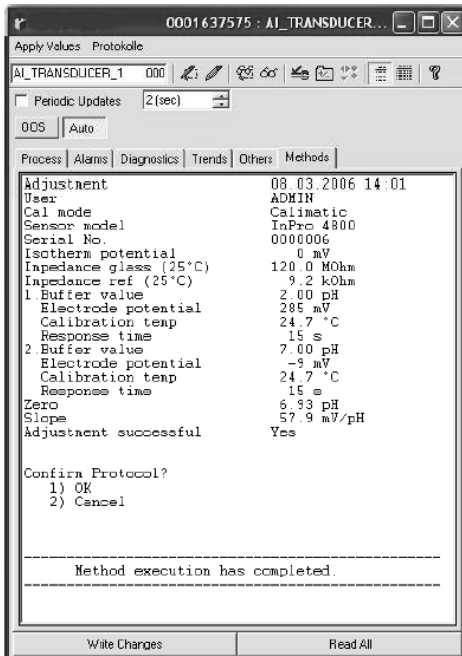 0001637575 : AI_TRANSDUCER...
Apply Values Protokolle
AI_TRANSDUCER_1 000
Periodic Updates 2 (sec)
OOS Auto
Process Alarms Diagnostics Trends Others Methods
Adjustment 08.03.2006 14:01
User ADMIN
Cal mode Calimatic
Sensor model InPro 4800
Serial No. 0000006
Isotherm potential 0 mV
Impedance glass (25°C) 120.0 MOhm
Impedance ref (25°C) 9.2 kOhm
1.Buffer value 2.00 pH
Electrode potential 285 mV
Calibration temp 24.7 °C
Response time 15 s
2.Buffer value 7.00 pH
Electrode potential -9 mV
Calibration temp 24.7 °C
Response time 15 s
Zero 6.93 pH
Slope 57.9 mV/pH
Adjustment successful Yes
Confirm Protocol?
1) OK
2) Cancel
Method execution has completed.
Write Changes Read All